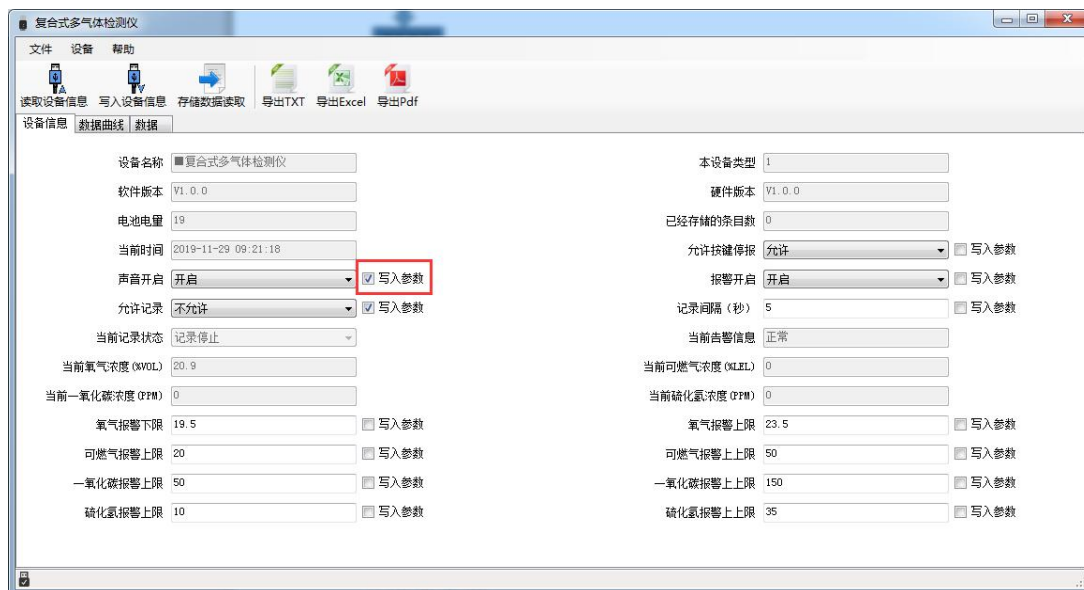 复合式多气体检测仪
文件 设备 帮助
读取设备信息 写入设备信息 存储数据读取 导出TXT 导出Excel 导出Pdf
设备信息 数据曲线 数据
设备名称 ■复合式多气体检测仪 本设备类型 1
软件版本 V1.0.0 硬件版本 V1.0.0
电池电量 19 已经存储的条目数 0
当前时间 2019-11-29 09:21:18 允许按键停报 允许 写入参数
声音开启 开启 写入参数 报警开启 开启 写入参数
允许记录 不允许 写入参数 记录间隔（秒） 5 写入参数
当前记录状态 记录停止 当前告警信息 正常
当前氧气浓度(%VOL) 20.9 当前可燃气浓度(%LEL) 0
当前一氧化碳浓度(PPM) 0 当前硫化氢浓度(PPM) 0
氧气报警下限 19.5 写入参数 氧气报警上限 23.5 写入参数
可燃气报警上限 20 写入参数 可燃气报警上上限 50 写入参数
一氧化碳报警上限 50 写入参数 一氧化碳报警上上限 150 写入参数
硫化氢报警上限 10 写入参数 硫化氢报警上上限 35 写入参数